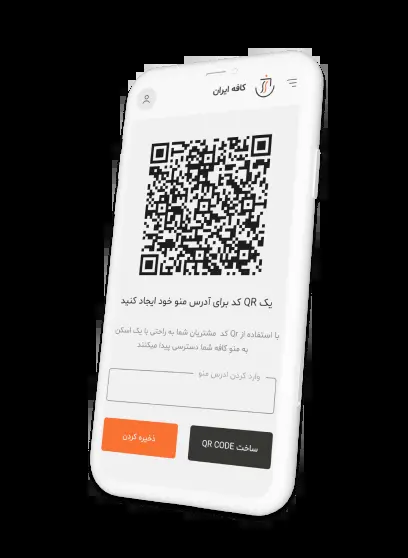 کافه ایران
یک QR کد برای آدرس منو خود ایجاد کنید
با استفاده از Qr کد مشتریان شما به راحتی با یک اسکن
به منو کافه شما دسترسی پیدا میکنند
وارد کردن ادرس منو
ساخت QR CODE
ذخیره کردن